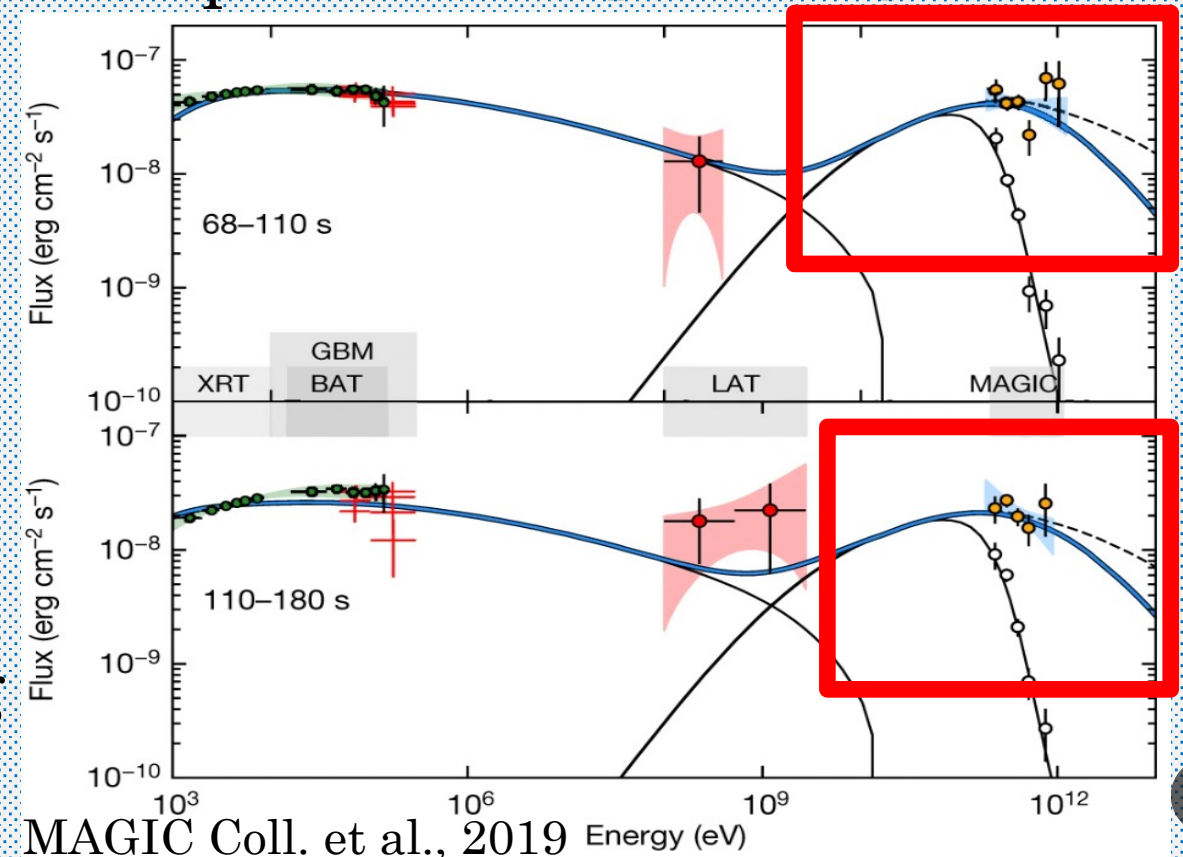 10⁻⁷
10⁻⁸
10⁻⁹
10⁻¹⁰
Flux (erg cm⁻² s⁻¹)
68–110 s
XRT
GBM
BAT
LAT
MAGIC
10⁻⁷
10⁻⁸
10⁻⁹
10⁻¹⁰
Flux (erg cm⁻² s⁻¹)
110–180 s
10³ 10⁶ 10⁹ 10¹²
MAGIC Coll. et al., 2019
Energy (eV)